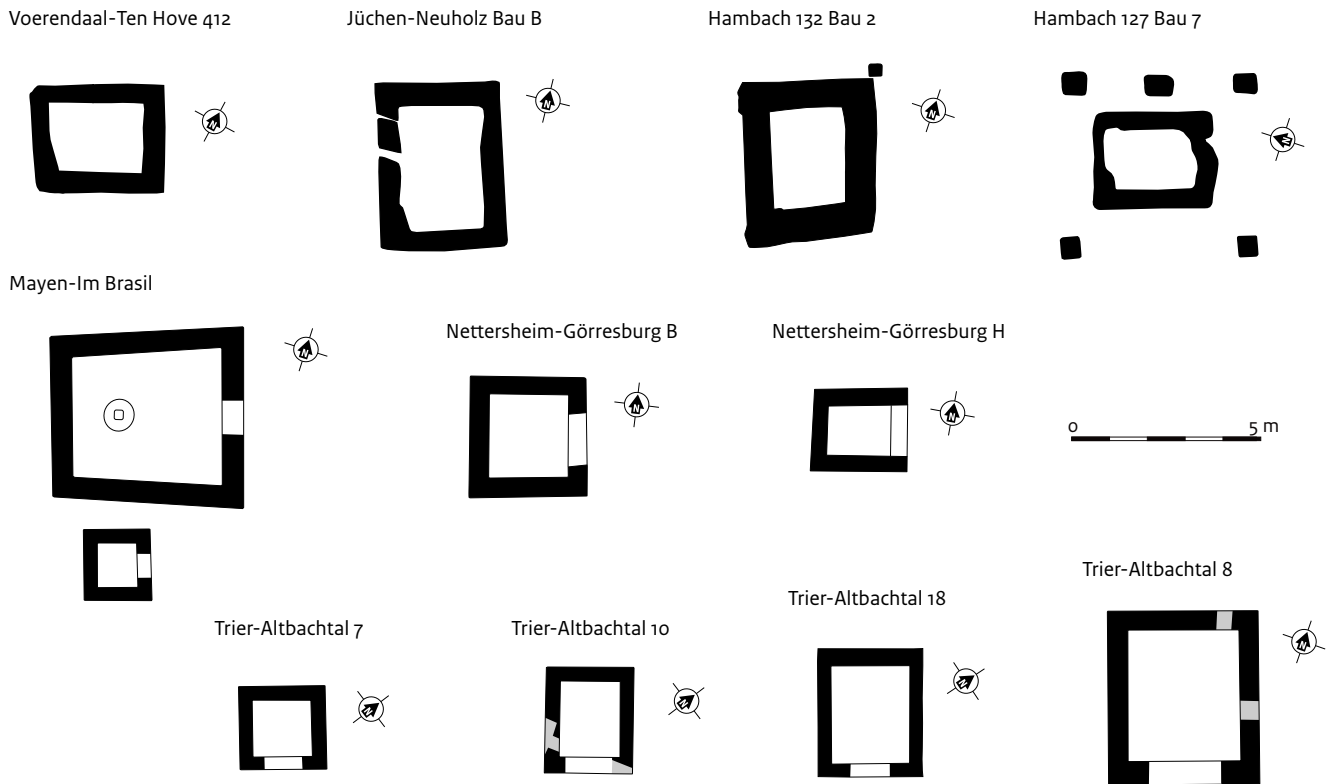 Voerendaal-Ten Hove 412
Jüchen-Neuholz Bau B
Hambach 132 Bau 2
Hambach 127 Bau 7
N
N
N
N
Mayen-Im Brasil
Nettersheim-Görresburg B
Nettersheim-Görresburg H
N
N
N
0 5 m
Trier-Altbachtal 7
Trier-Altbachtal 10
Trier-Altbachtal 18
Trier-Altbachtal 8
N
N
N
N